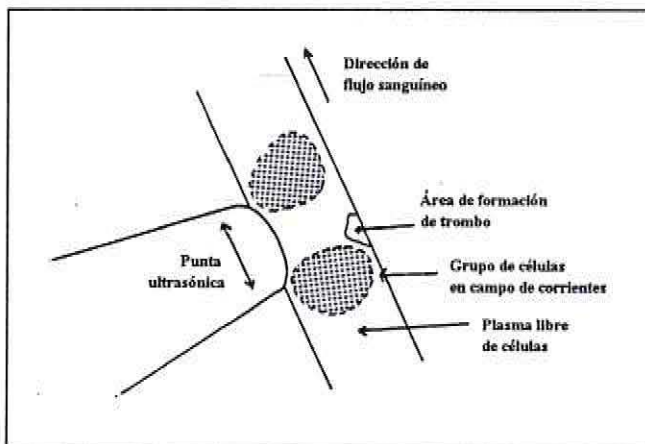 Dirección de
flujo sanguíneo
Área de formación
de trombo
Punta
ultrasónica
Grupo de células
en campo de corrientes
Plasma libre
de células